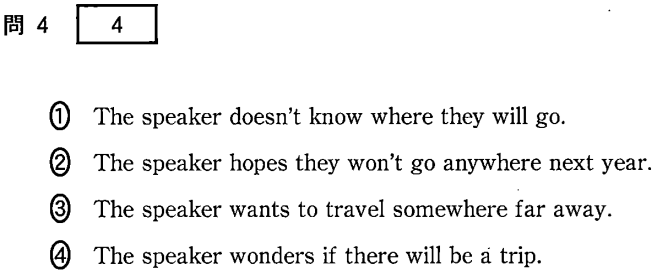 問 4 4
① The speaker doesn't know where they will go.
② The speaker hopes they won't go anywhere next year.
③ The speaker wants to travel somewhere far away.
④ The speaker wonders if there will be a trip.